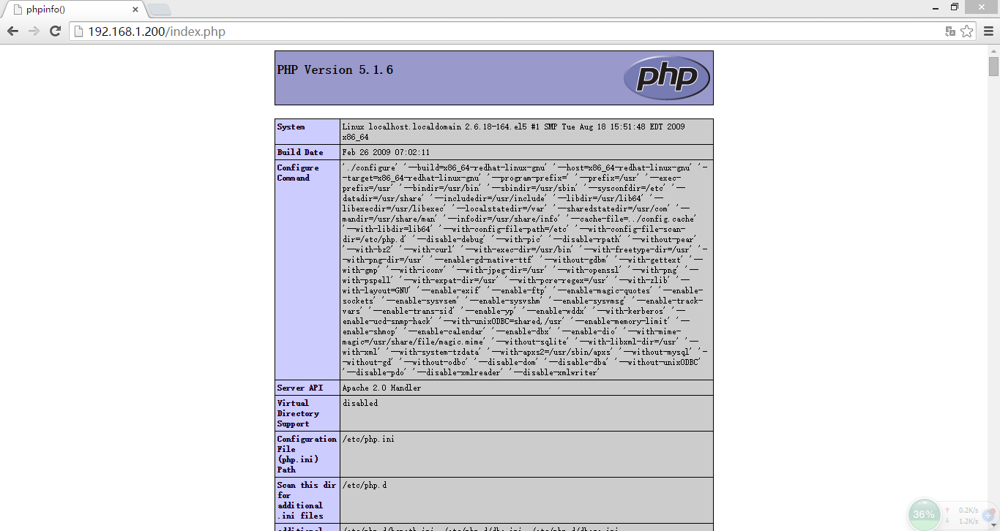 phpinfo()
192.168.1.200/index.php
PHP Version 5.1.6
php
System
Linux localhost.localdomain 2.6.18-164.el5 #1 SMP Tue Aug 18 15:51:48 EDT 2009
x86_64
Build Date
Feb 26 2009 07:02:11
Configure
Command
'./configure' '--build=x86_64-redhat-linux-gnu' '--host=x86_64-redhat-linux-gnu' '-
-target=x86_64-redhat-linux-gnu' '--program-prefix=' '--prefix=/usr' '--exec-
prefix=/usr' '--bindir=/usr/bin' '--sbindir=/usr/sbin' '--sysconfdir=/etc' '--
datadir=/usr/share' '--includedir=/usr/include' '--libdir=/usr/lib64' '--
libexecdir=/usr/libexec' '--localstatedir=/var' '--sharedstatedir=/usr/com' '--
mandir=/usr/share/man' '--infodir=/usr/share/info' '--cache-file=../config.cache'
'--with-libdir=lib64' '--with-config-file-path=/etc' '--with-config-file-scan-
dir=/etc/php.d' '--disable-debug' '--with-pic' '--disable-rpath' '--without-pear'
'--with-bz2' '--with-curl' '--with-exec-dir=/usr/bin' '--with-freetype-dir=/usr' '-
-with-png-dir=/usr' '--enable-gd-native-ttf' '--without-gdbm' '--with-gettext' '--
with-gmp' '--with-iconv' '--with-jpeg-dir=/usr' '--with-openssl' '--with-png' '--
with-pspell' '--with-expat-dir=/usr' '--with-pcre-regex=/usr' '--with-zlib' '--
with-layout=GNU' '--enable-exif' '--enable-ftp' '--enable-magic-quotes' '--enable-
sockets' '--enable-sysvsem' '--enable-sysvshm' '--enable-sysvmsg' '--enable-track-
vars' '--enable-trans-sid' '--enable-yp' '--enable-wddx' '--with-kerberos' '--
enable-ucd-snmp-hack' '--with-unixODBC=shared,/usr' '--enable-memory-limit' '--
enable-shmop' '--enable-calendar' '--enable-dbx' '--enable-dio' '--with-mime-
magic=/usr/share/file/magic.mime' '--without-sqlite' '--with-libxml-dir=/usr' '--
with-xml' '--with-system-tzdata' '--with-apxs2=/usr/sbin/apxs' '--without-mysql' '-
-without-gd' '--without-odbc' '--disable-dom' '--disable-dba' '--without-unixODBC'
'--disable-pdo' '--disable-xmlreader' '--disable-xmlwriter'
Server API
Apache 2.0 Handler
Virtual
Directory
Support
disabled
Configuration
File
(php.ini)
Path
/etc/php.ini
Scan this dir
for
additional
.ini files
/etc/php.d
additional
36%
0.2K/s
1.2K/s